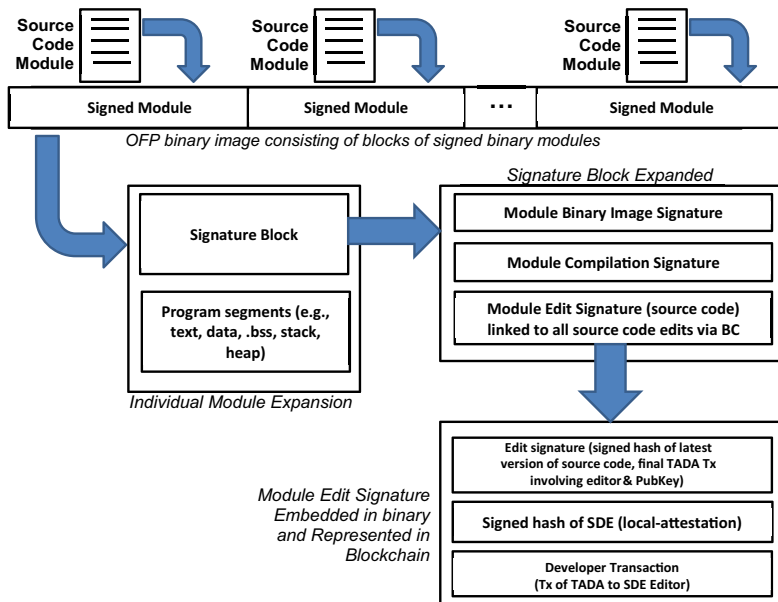 Source
Code
Module
Source
Code
Module
Source
Code
Module
Signed Module
Signed Module
...
Signed Module
OFP binary image consisting of blocks of signed binary modules
Signature Block
Program segments (e.g.,
text, data, .bss, stack,
heap)
Individual Module Expansion
Signature Block Expanded
Module Binary Image Signature
Module Compilation Signature
Module Edit Signature (source code)
linked to all source code edits via BC
Module Edit Signature
Embedded in binary
and Represented in
Blockchain
Edit signature (signed hash of latest
version of source code, final TADA Tx
involving editor & PubKey)
Signed hash of SDE (local-attestation)
Developer Transaction
(Tx of TADA to SDE Editor)